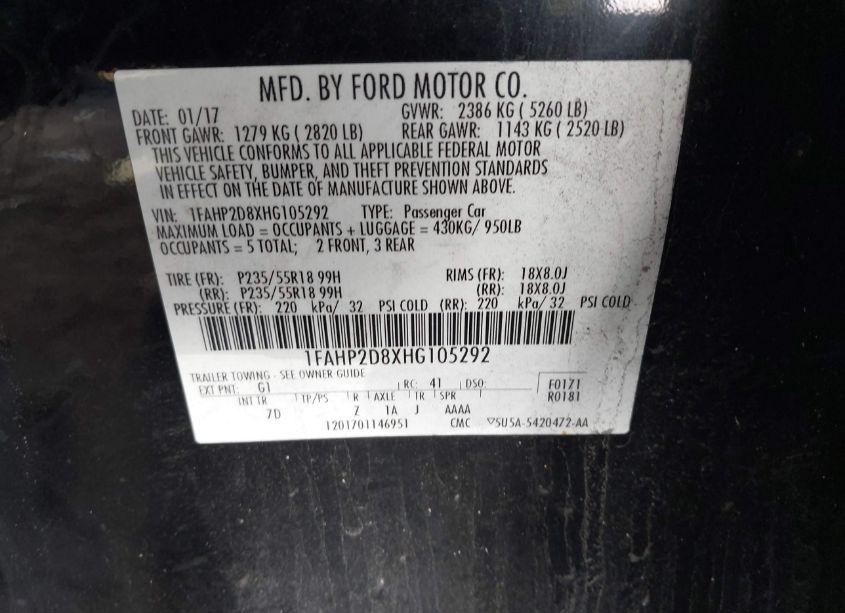 MFD. BY FORD MOTOR CO.
DATE: 01/17 GVWR: 2386 KG ( 5260 LB)
FRONT GAWR: 1279 KG ( 2820 LB) REAR GAWR: 1143 KG ( 2520 LB)
THIS VEHICLE CONFORMS TO ALL APPLICABLE FEDERAL MOTOR
VEHICLE SAFETY, BUMPER, AND THEFT PREVENTION STANDARDS
IN EFFECT ON THE DATE OF MANUFACTURE SHOWN ABOVE.
VIN: 1FAHP2D8XHG105292 TYPE: Passenger Car
MAXIMUM LOAD = OCCUPANTS + LUGGAGE = 430KG/ 950LB
OCCUPANTS = 5 TOTAL; 2 FRONT, 3 REAR
TIRE (FR): P235/55R18 99H RIMS (FR): 18X8.0J
(RR): P235/55R18 99H (RR): 18X8.0J
PRESSURE (FR): 220 kPa/ 32 PSI COLD (RR): 220 kPa/ 32 PSI COLD
1FAHP2D8XHG105292
TRAILER TOWING - SEE OWNER GUIDE
EXT PNT: G1 RC: 41 DSO: F0171
R0181
INT TR TP/PS R AXLE TR SPR
7D Z 1A J AAAA
1201701146951 CMC ▽5U5A-5420472-AA